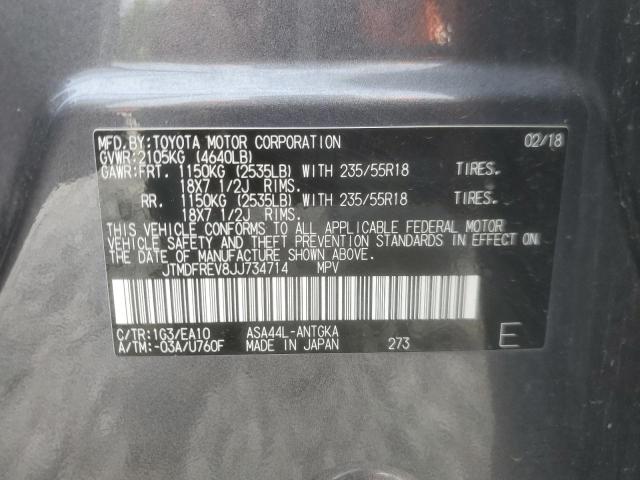 MFD.BY:TOYOTA MOTOR CORPORATION 02/18
GVWR:2105KG (4640LB)
GAWR:FRT. 1150KG (2535LB) WITH 235/55R18 TIRES.
18X7 1/2J RIMS.
RR. 1150KG (2535LB) WITH 235/55R18 TIRES.
18X7 1/2J RIMS.
THIS VEHICLE CONFORMS TO ALL APPLICABLE FEDERAL MOTOR
VEHICLE SAFETY AND THEFT PREVENTION STANDARDS IN EFFECT ON
THE DATE OF MANUFACTURE SHOWN ABOVE.
JTMDFREV8JJ734714 MPV
C/TR:1G3/EA10 ASA44L-ANTGKA
A/TM:-03A/U760F MADE IN JAPAN 273 E